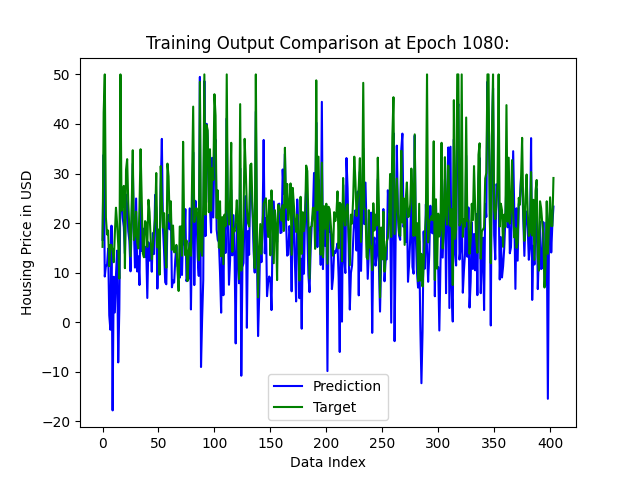 Training Output Comparison at Epoch 1080:
50
40
30
20
10
0
−10
−20
Housing Price in USD
Prediction
Target
0 50 100 150 200 250 300 350 400
Data Index